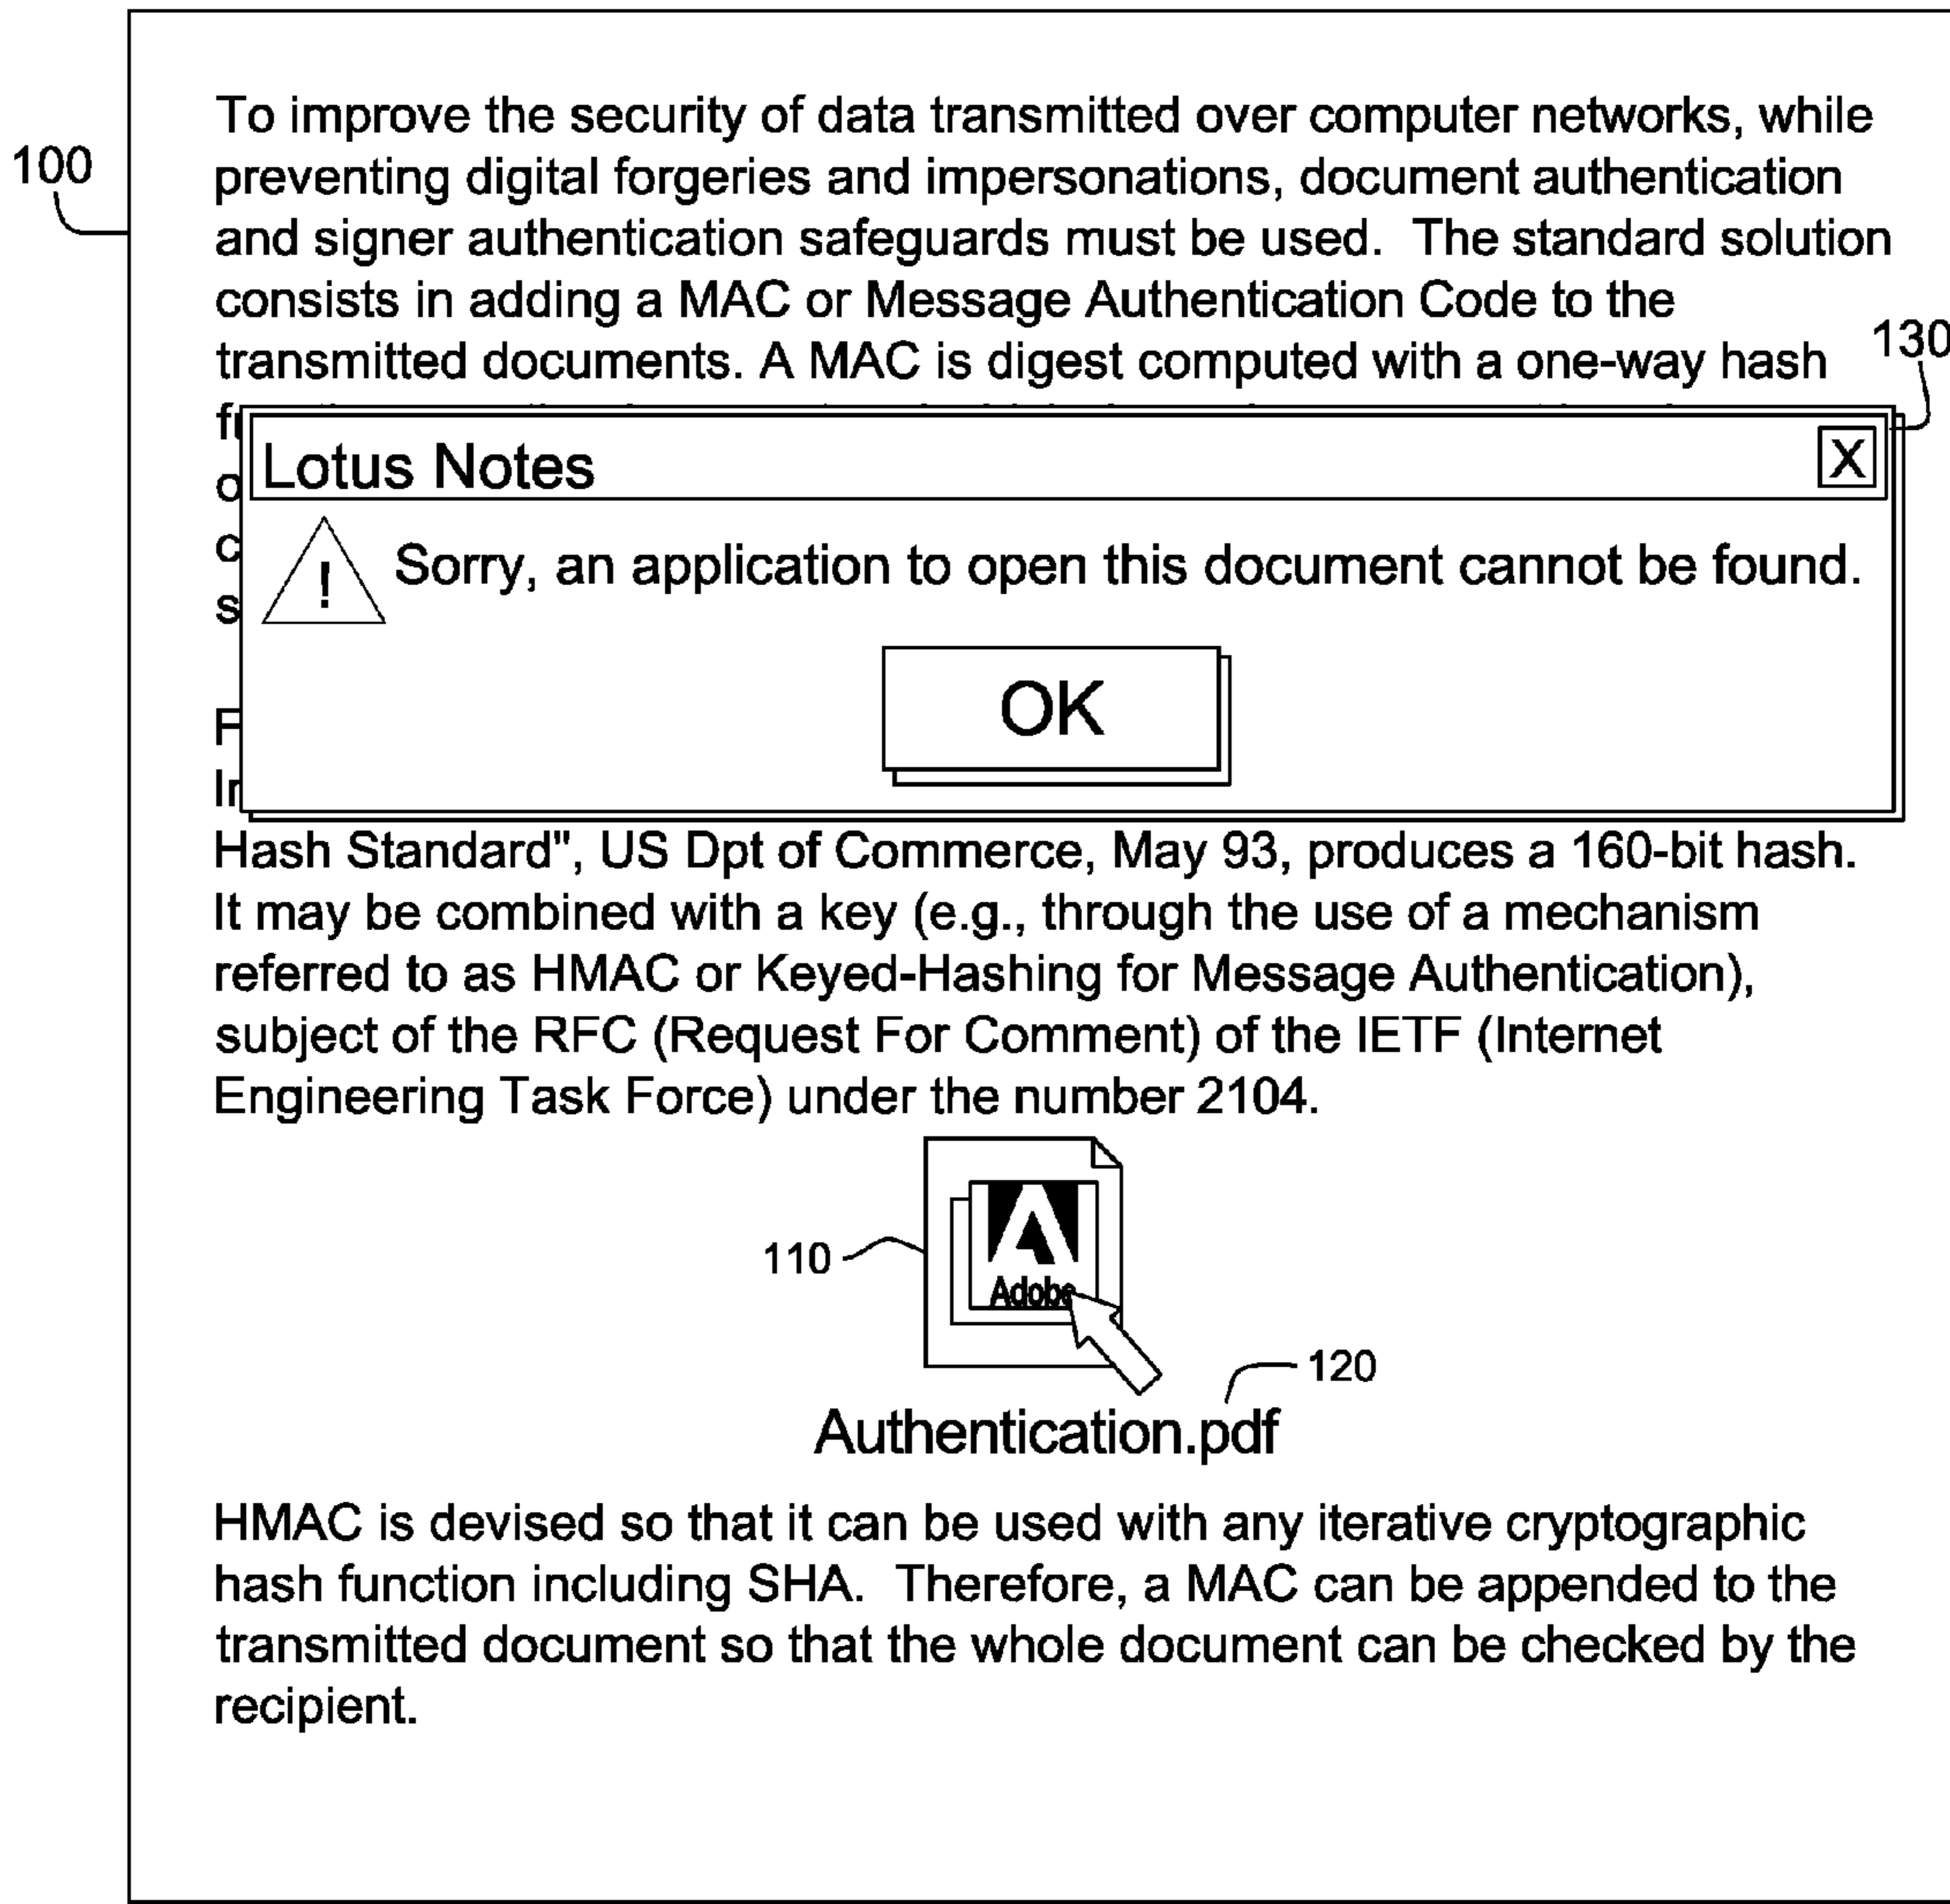 To improve the security of data transmitted over computer networks, while
100
preventing digital forgeries and impersonations, document authentication
and signer authentication safeguards must be used. The standard solution
consists in adding a MAC or Message Authentication Code to the
130
transmitted documents. A MAC is digest computed with a one-way hash
Lotus Notes X
! Sorry, an application to open this document cannot be found.
OK
Hash Standard", US Dpt of Commerce, May 93, produces a 160-bit hash.
It may be combined with a key (e.g., through the use of a mechanism
referred to as HMAC or Keyed-Hashing for Message Authentication),
subject of the RFC (Request For Comment) of the IETF (Internet
Engineering Task Force) under the number 2104.
110
Adobe
120
Authentication.pdf
HMAC is devised so that it can be used with any iterative cryptographic
hash function including SHA. Therefore, a MAC can be appended to the
transmitted document so that the whole document can be checked by the
recipient.